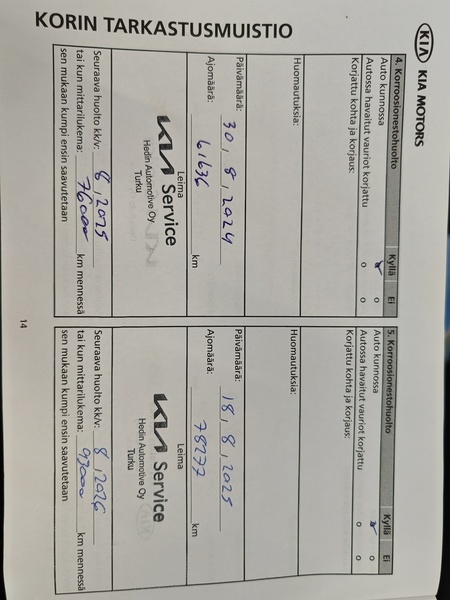 KIA KIA MOTORS
KORIN TARKASTUSMUISTIO
4. Korroosionestohuolto Kyllä Ei
Auto kunnossa o
Autossa havaitut vauriot korjattu o o
Korjattu kohta ja korjaus:
Huomautuksia:
Päivämäärä: 30 / 8 / 2024
Ajomäärä: 61636 km
Leima
KIA Service
Hedin Automotive Oy
Turku
Seuraava huolto kk/v: 8 / 2025
tai kun mittarilukema: 76000 km mennessä
sen mukaan kumpi ensin saavutetaan
5. Korroosionestohuolto Kyllä Ei
Auto kunnossa o
Autossa havaitut vauriot korjattu o o
Korjattu kohta ja korjaus:
Huomautuksia:
Päivämäärä: 18 / 8 / 2025
Ajomäärä: 78277 km
Leima
KIA Service
Hedin Automotive Oy
Turku
Seuraava huolto kk/v: 8 / 2026
tai kun mittarilukema: 93000 km mennessä
sen mukaan kumpi ensin saavutetaan
14